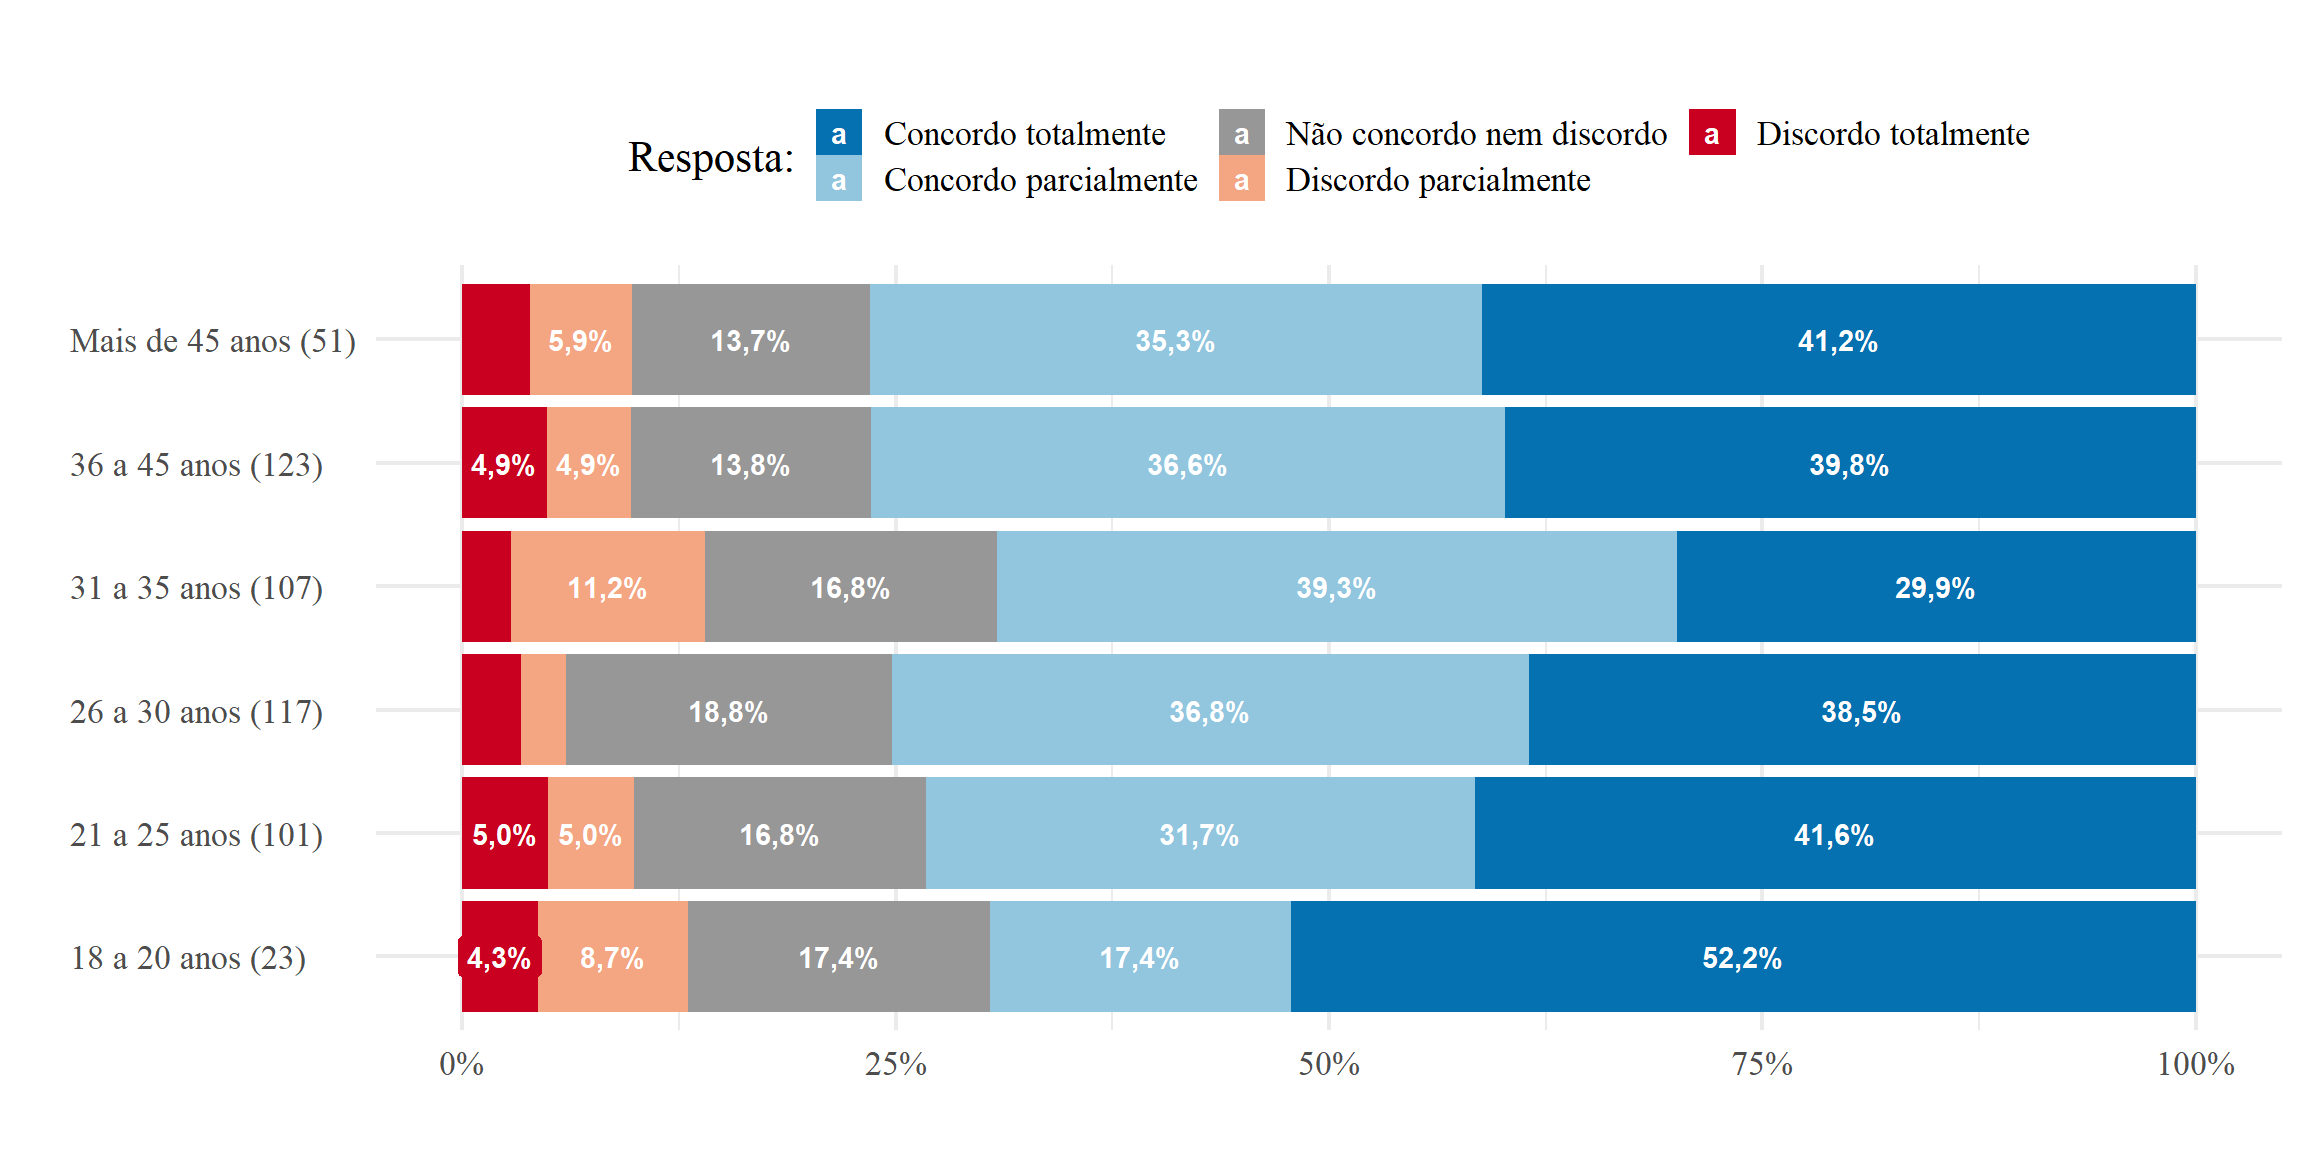 Resposta:
a Concordo totalmente
a Não concordo nem discordo
a Discordo totalmente
a Concordo parcialmente
a Discordo parcialmente
Mais de 45 anos (51) 5,9% 13,7% 35,3% 41,2%
36 a 45 anos (123) 4,9% 4,9% 13,8% 36,6% 39,8%
31 a 35 anos (107) 11,2% 16,8% 39,3% 29,9%
26 a 30 anos (117) 18,8% 36,8% 38,5%
21 a 25 anos (101) 5,0% 5,0% 16,8% 31,7% 41,6%
18 a 20 anos (23) 4,3% 8,7% 17,4% 17,4% 52,2%
0% 25% 50% 75% 100%